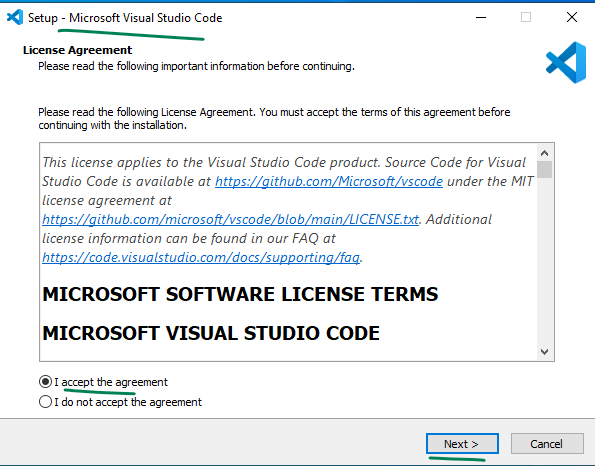 Setup - Microsoft Visual Studio Code
License Agreement
Please read the following important information before continuing.
Please read the following License Agreement. You must accept the terms of this agreement before
continuing with the installation.
This license applies to the Visual Studio Code product. Source Code for Visual
Studio Code is available at https://github.com/Microsoft/vscode under the MIT
license agreement at
https://github.com/microsoft/vscode/blob/main/LICENSE.txt. Additional
license information can be found in our FAQ at
https://code.visualstudio.com/docs/supporting/faq.
MICROSOFT SOFTWARE LICENSE TERMS
MICROSOFT VISUAL STUDIO CODE
I accept the agreement
I do not accept the agreement
Next >
Cancel